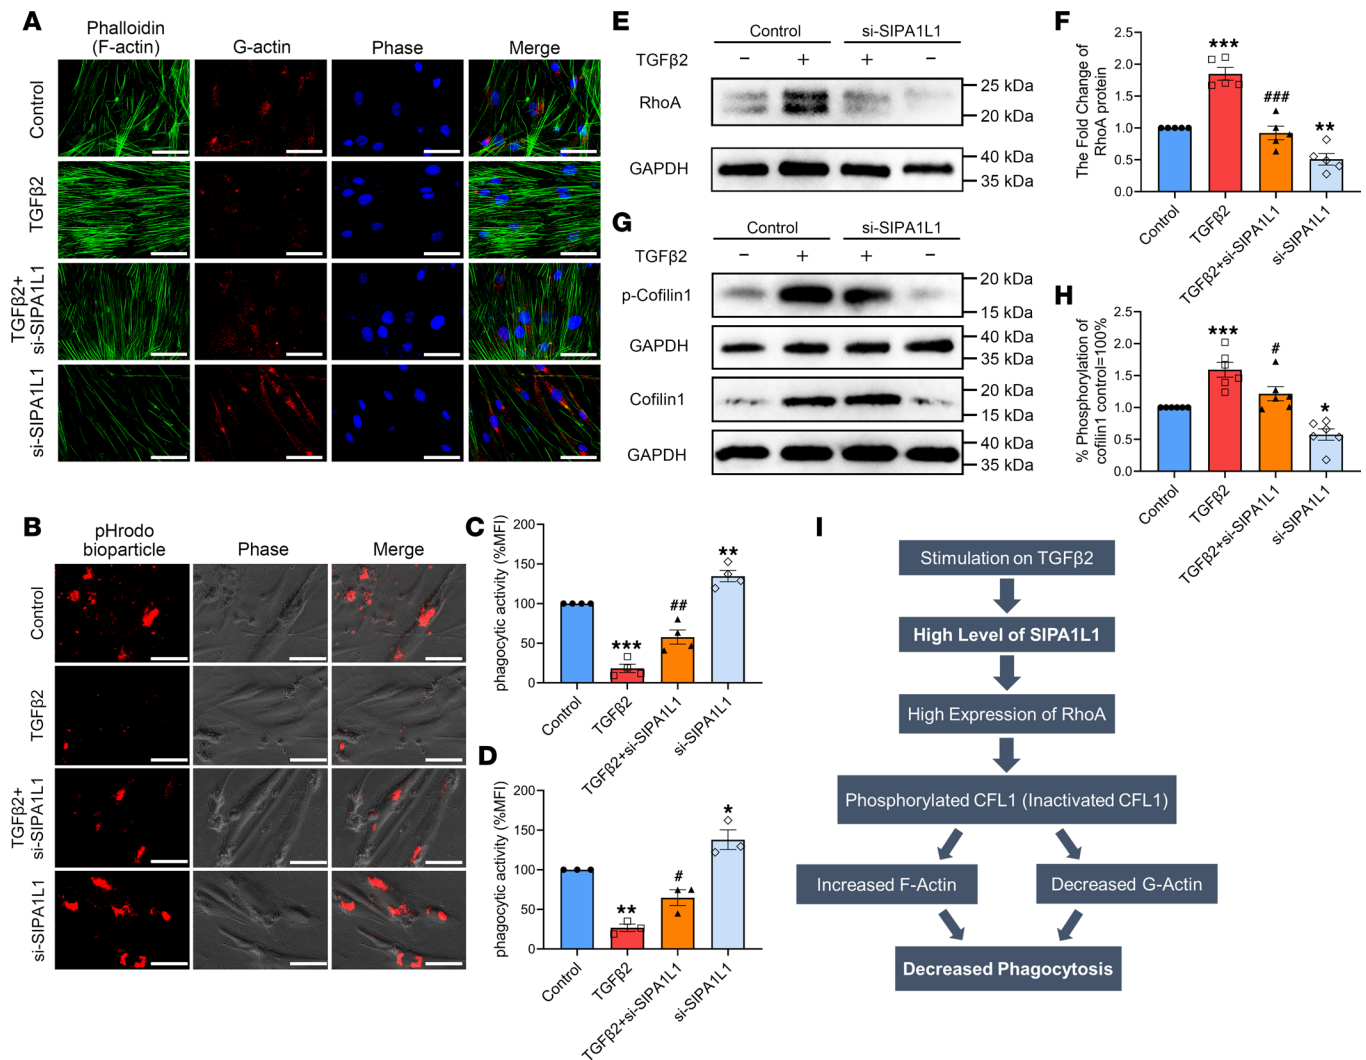 A
Phalloidin
(F-actin)
G-actin
Phase
Merge
Control
TGFβ2
TGFβ2+
si-SIPA1L1
si-SIPA1L1
B
pHrodo
bioparticle
Phase
Merge
Control
TGFβ2
TGFβ2+
si-SIPA1L1
si-SIPA1L1
C
phagocytic activity (%MFI)
200
150
100
50
0
***
##
**
Control
TGFβ2
TGFβ2+si-SIPA1L1
si-SIPA1L1
D
phagocytic activity (%MFI)
200
150
100
50
0
**
#
*
Control
TGFβ2
TGFβ2+si-SIPA1L1
si-SIPA1L1
E
Control
si-SIPA1L1
TGFβ2
− + + −
RhoA
25 kDa
20 kDa
GAPDH
40 kDa
35 kDa
F
The Fold Change of
RhoA protein
2.5
2.0
1.5
1.0
0.5
0.0
***
###
**
Control
TGFβ2
TGFβ2+si-SIPA1L1
si-SIPA1L1
G
Control
si-SIPA1L1
TGFβ2
− + + −
p-Cofilin1
20 kDa
15 kDa
GAPDH
40 kDa
35 kDa
Cofilin1
20 kDa
15 kDa
GAPDH
40 kDa
35 kDa
H
% Phosphorylation of
cofilin1 control=100%
2.5
2.0
1.5
1.0
0.5
0.0
***
#
*
Control
TGFβ2
TGFβ2+si-SIPA1L1
si-SIPA1L1
I
Stimulation on TGFβ2
High Level of SIPA1L1
High Expression of RhoA
Phosphorylated CFL1 (Inactivated CFL1)
Increased F-Actin
Decreased G-Actin
Decreased Phagocytosis